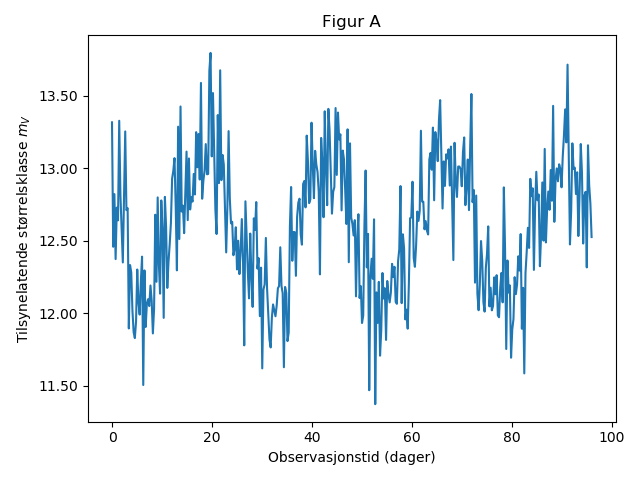 Figur A
Tilsynelatende størrelsklasse m_V
13.50
13.00
12.50
12.00
11.50
0 20 40 60 80 100
Observasjonstid (dager)